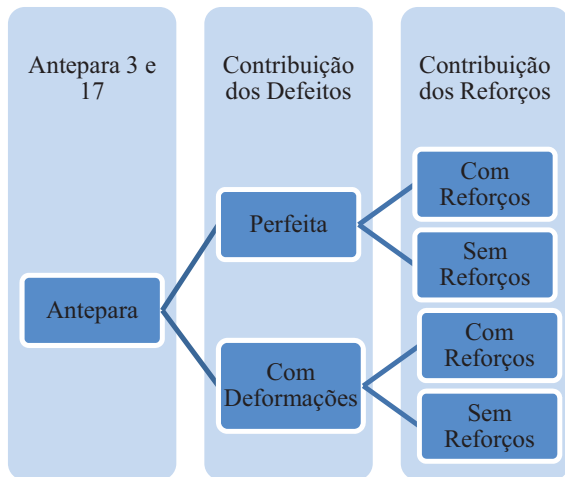 Antepara 3 e
17
Contribuição
dos Defeitos
Contribuição
dos Reforços
Antepara
Perfeita
Com
Deformações
Com
Reforços
Sem
Reforços
Com
Reforços
Sem
Reforços